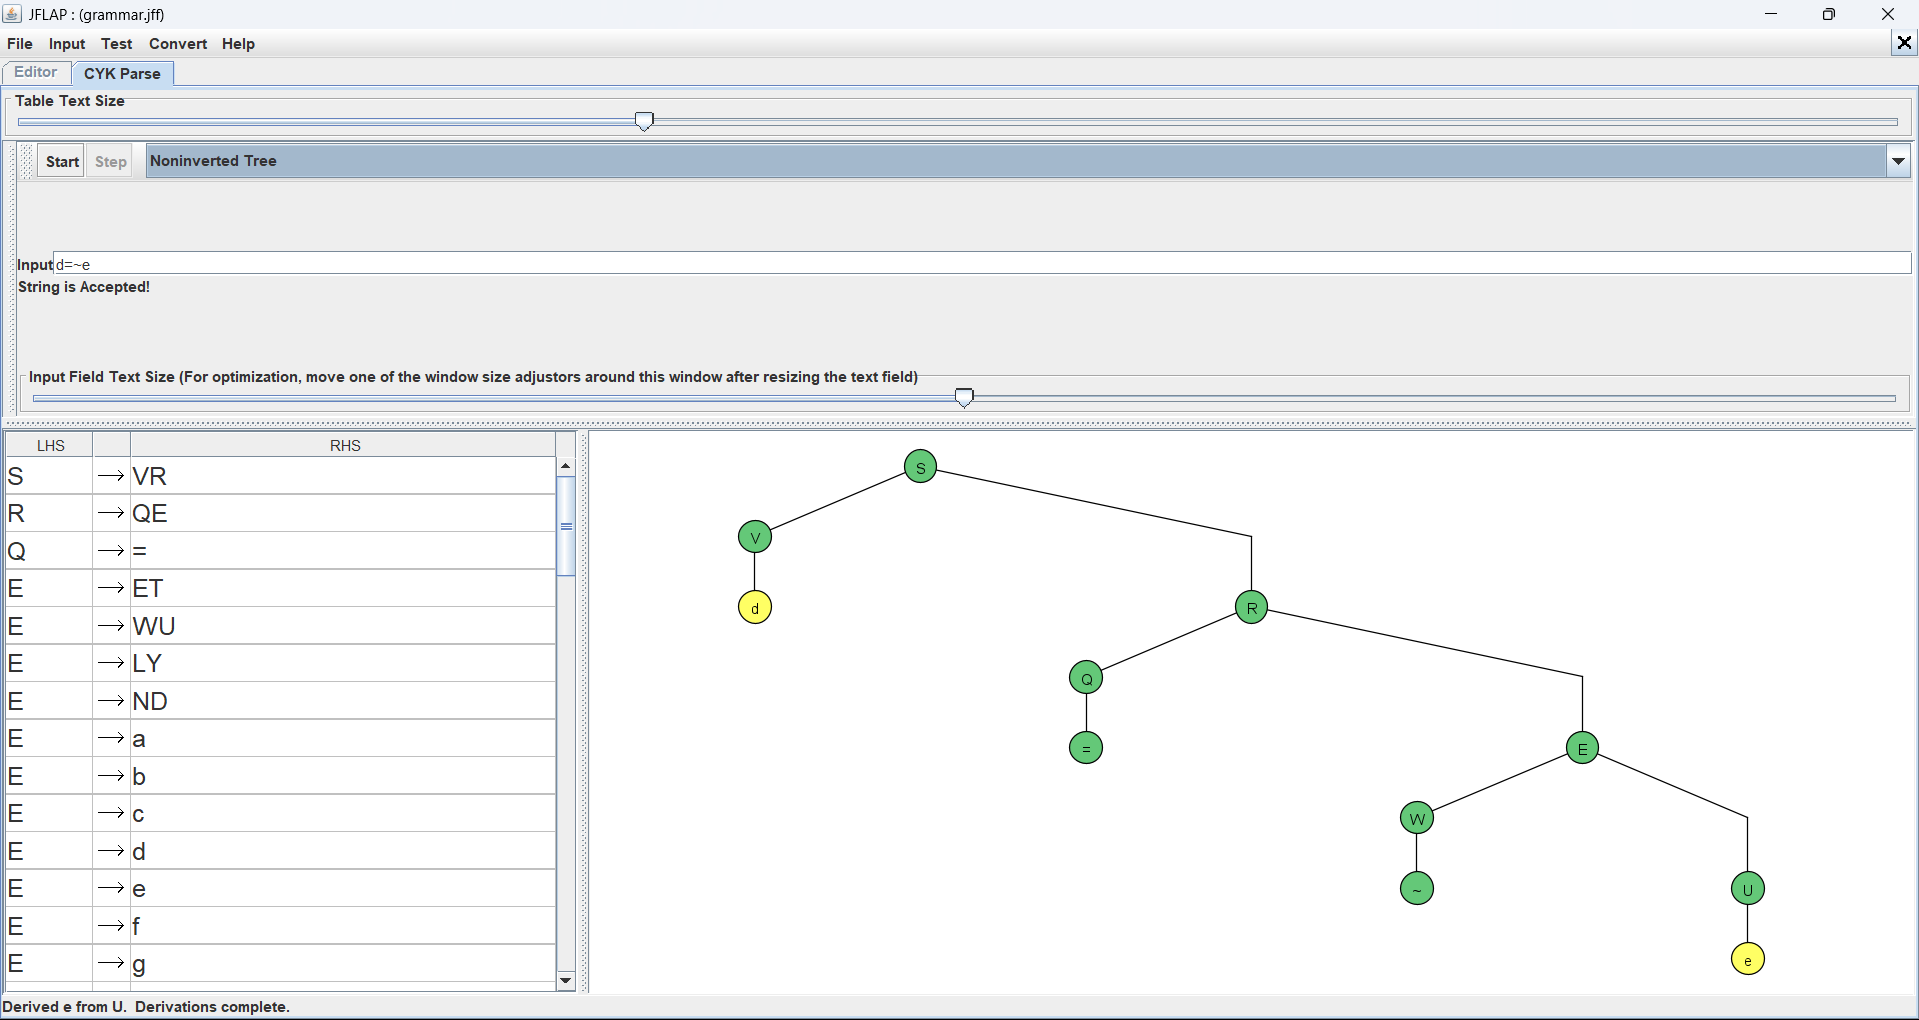 JFLAP : (grammar.jff)
File Input Test Convert Help
Editor CYK Parse
Table Text Size
Start Step Noninverted Tree
Input d=~e
String is Accepted!
Input Field Text Size (For optimization, move one of the window size adjustors around this window after resizing the text field)
LHS RHS
S → VR
R → QE
Q → =
E → ET
E → WU
E → LY
E → ND
E → a
E → b
E → c
E → d
E → e
E → f
E → g
S
V
d
R
Q
=
E
W
~
U
e
Derived e from U. Derivations complete.